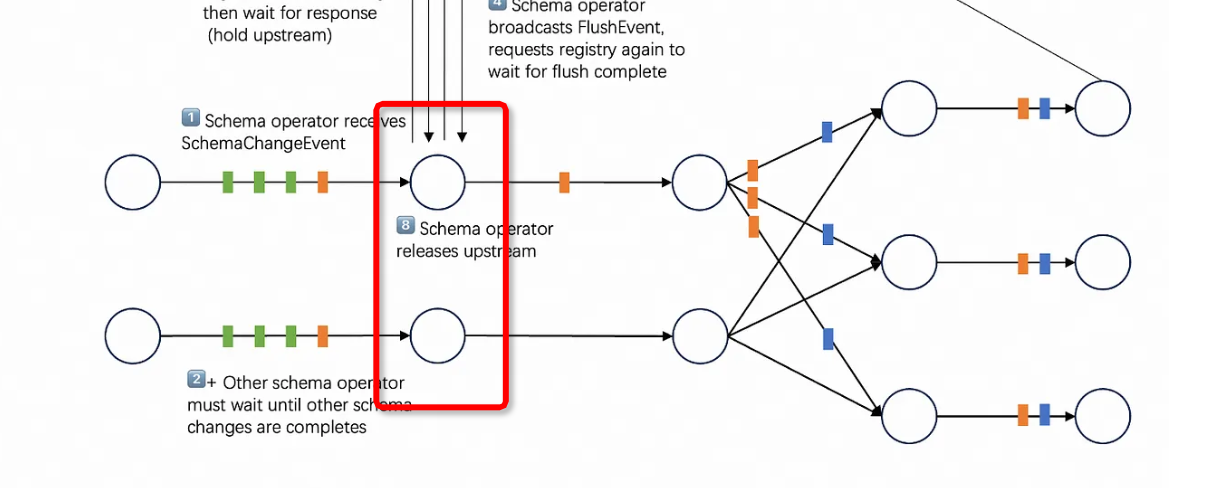 then wait for response
(hold upstream)
4 Schema operator
broadcasts FlushEvent,
requests registry again to
wait for flush complete
1 Schema operator receives
SchemaChangeEvent
8 Schema operator
releases upstream
2+ Other schema operator
must wait until other schema
changes are completes